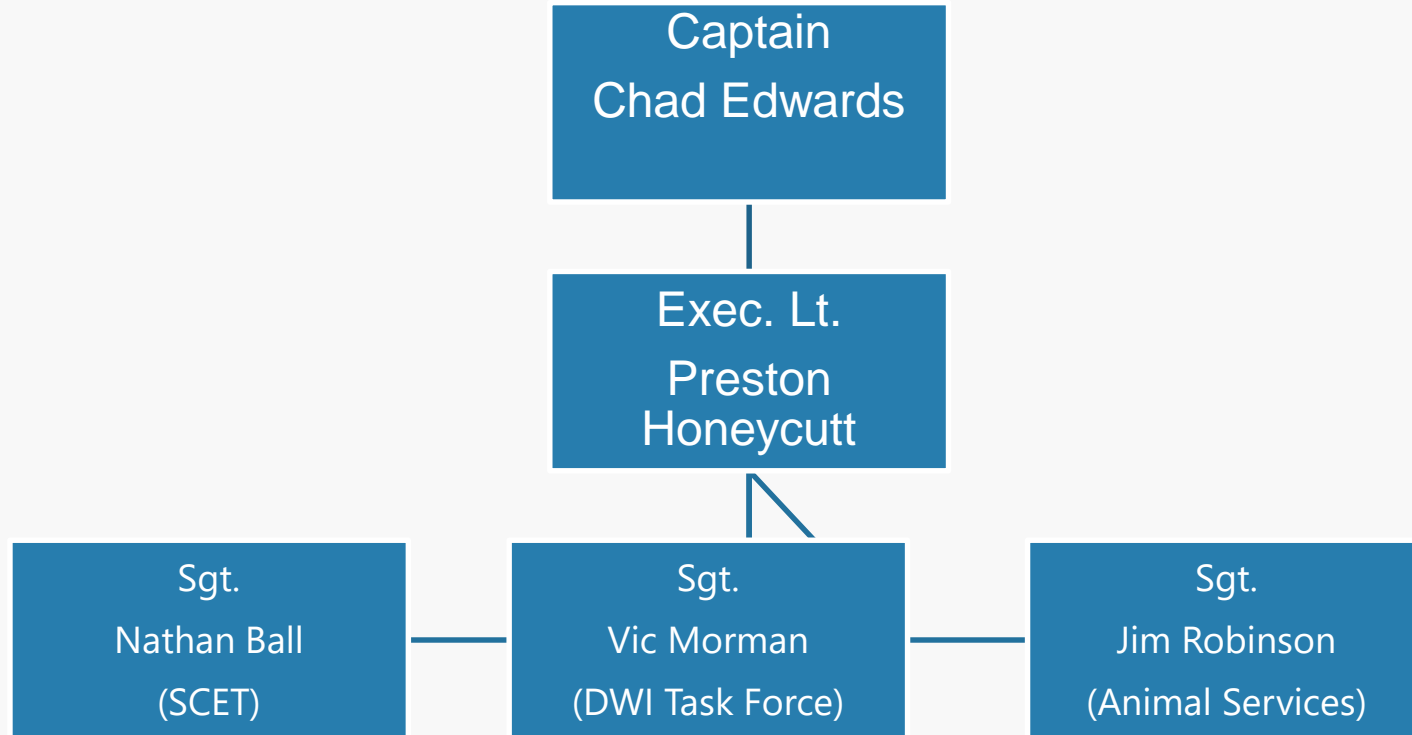 Captain
Chad Edwards
Exec. Lt.
Preston
Honeycutt
Sgt.
Nathan Ball
(SCET)
Sgt.
Vic Morman
(DWI Task Force)
Sgt.
Jim Robinson
(Animal Services)